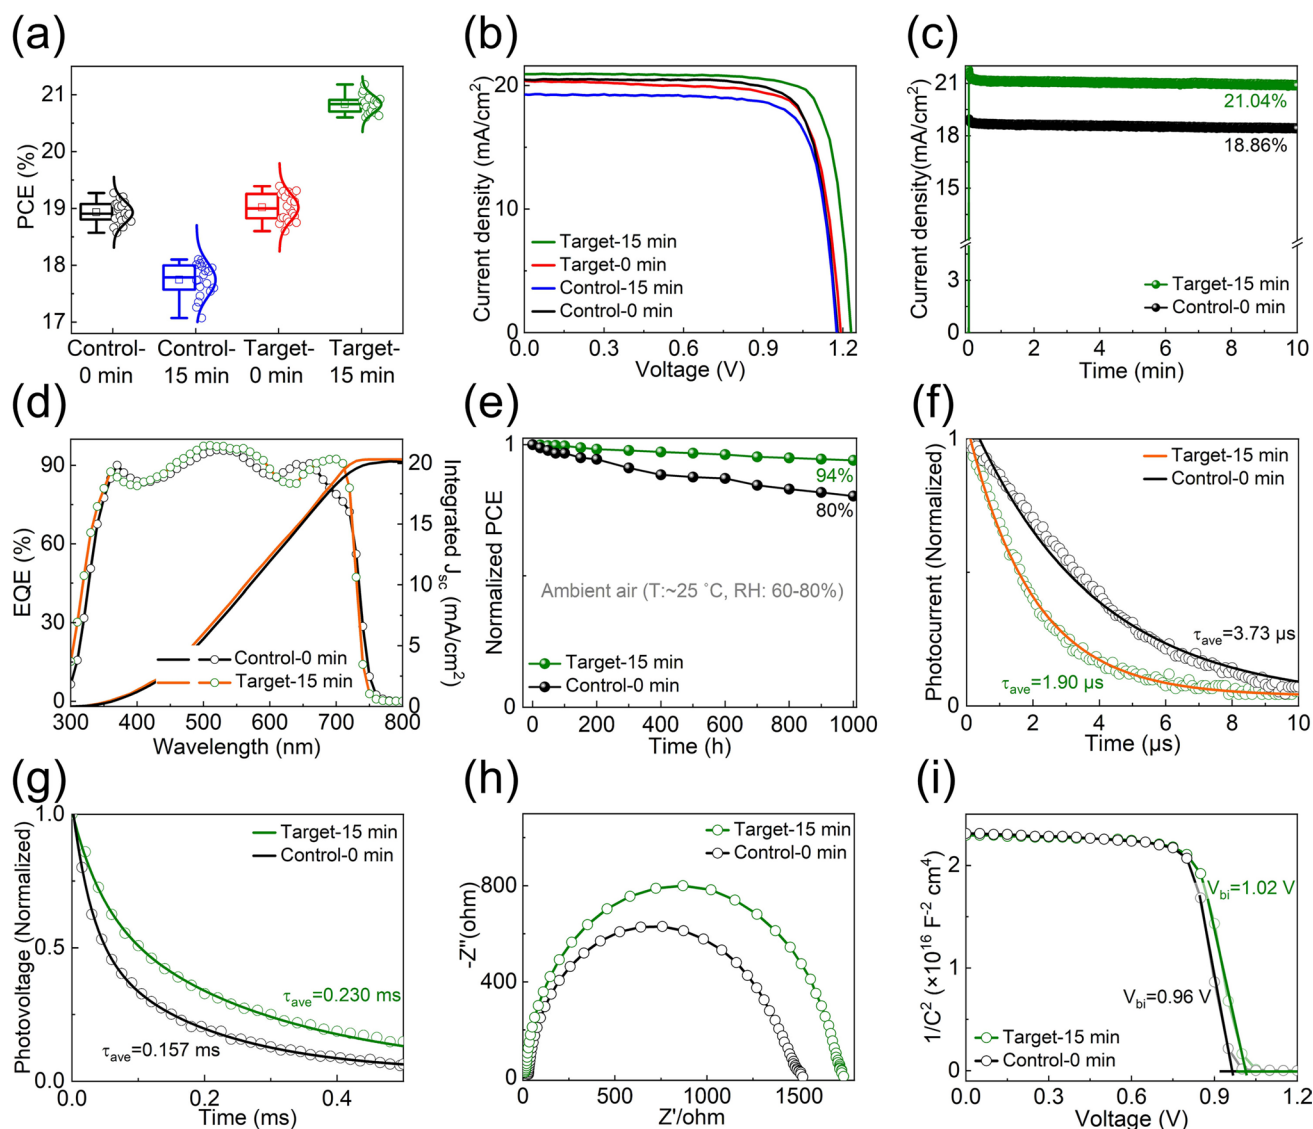 (a)
21
20
19
18
17
PCE (%)
Control-
0 min
Control-
15 min
Target-
0 min
Target-
15 min
(b)
20
10
0
Current density (mA/cm²)
Target-15 min
Target-0 min
Control-15 min
Control-0 min
0.0 0.3 0.6 0.9 1.2
Voltage (V)
(c)
21
18
15
3
0
Current density(mA/cm²)
21.04%
18.86%
Target-15 min
Control-0 min
0 2 4 6 8 10
Time (min)
(d)
90
60
30
0
EQE (%)
20
15
10
5
0
Integrated Jsc (mA/cm²)
Control-0 min
Target-15 min
300 400 500 600 700 800
Wavelength (nm)
(e)
1
0
Normalized PCE
94%
80%
Ambient air (T:~25 ˚C, RH: 60-80%)
Target-15 min
Control-0 min
0 200 400 600 800 1000
Time (h)
(f)
1
0
Photocurrent (Normalized)
Target-15 min
Control-0 min
τave=3.73 µs
τave=1.90 µs
0 2 4 6 8 10
Time (µs)
(g)
1.0
0.5
0.0
Photovoltage (Normalized)
Target-15 min
Control-0 min
τave=0.230 ms
τave=0.157 ms
0.0 0.2 0.4
Time (ms)
(h)
800
400
0
-Z"(ohm)
Target-15 min
Control-0 min
0 500 1000 1500
Z'/ohm
(i)
2
1
0
1/C² (×10¹⁶ F⁻² cm⁴)
Vbi=1.02 V
Vbi=0.96 V
Target-15 min
Control-0 min
0.0 0.3 0.6 0.9 1.2
Voltage (V)